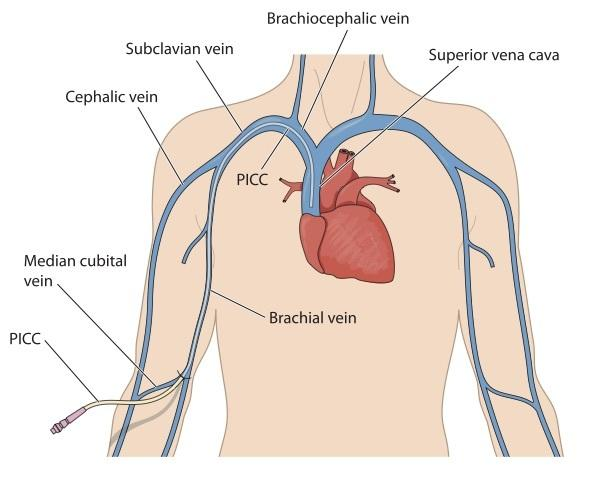 Brachiocephalic vein
Subclavian vein
Superior vena cava
Cephalic vein
PICC
Median cubital
vein
Brachial vein
PICC